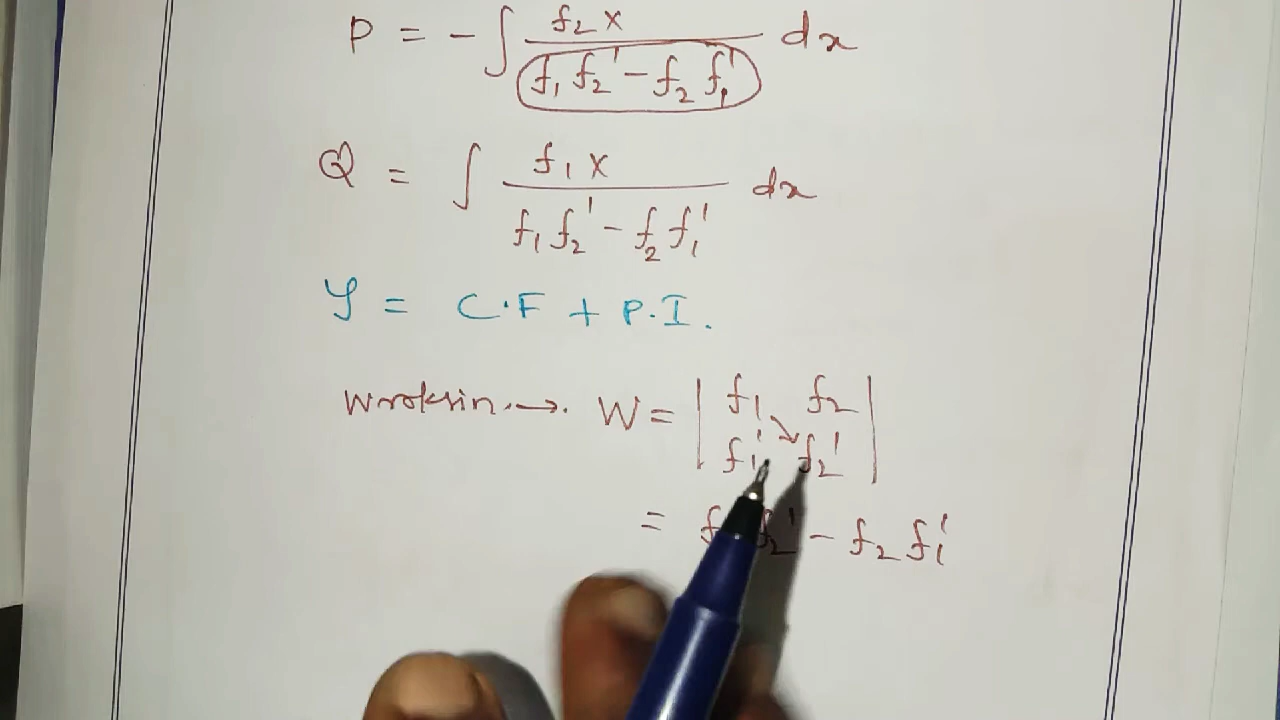 P = - ∫ f₂ X / (f₁ f₂' - f₂ f₁') dx
Q = ∫ f₁ X / (f₁ f₂' - f₂ f₁') dx
Y = C.F + P.I.
Wroksin → W = | f₁ f₂ |
| f₁' f₂' |
= f₁ f₂' - f₂ f₁'